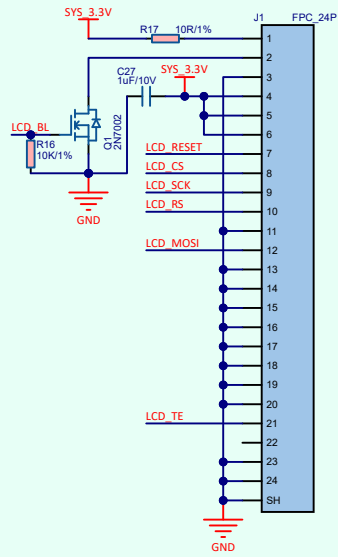 SYS_3.3V
J1 FPC_24P
R17 10R/1%
1
2
C27
1uF/10V
SYS_3.3V
3
4
LCD_BL
Q1
2N7002
5
6
R16
10K/1%
LCD_RESET
7
LCD_CS
8
LCD_SCK
9
LCD_RS
10
GND
11
LCD_MOSI
12
13
14
15
16
17
18
19
20
LCD_TE
21
22
23
24
SH
GND